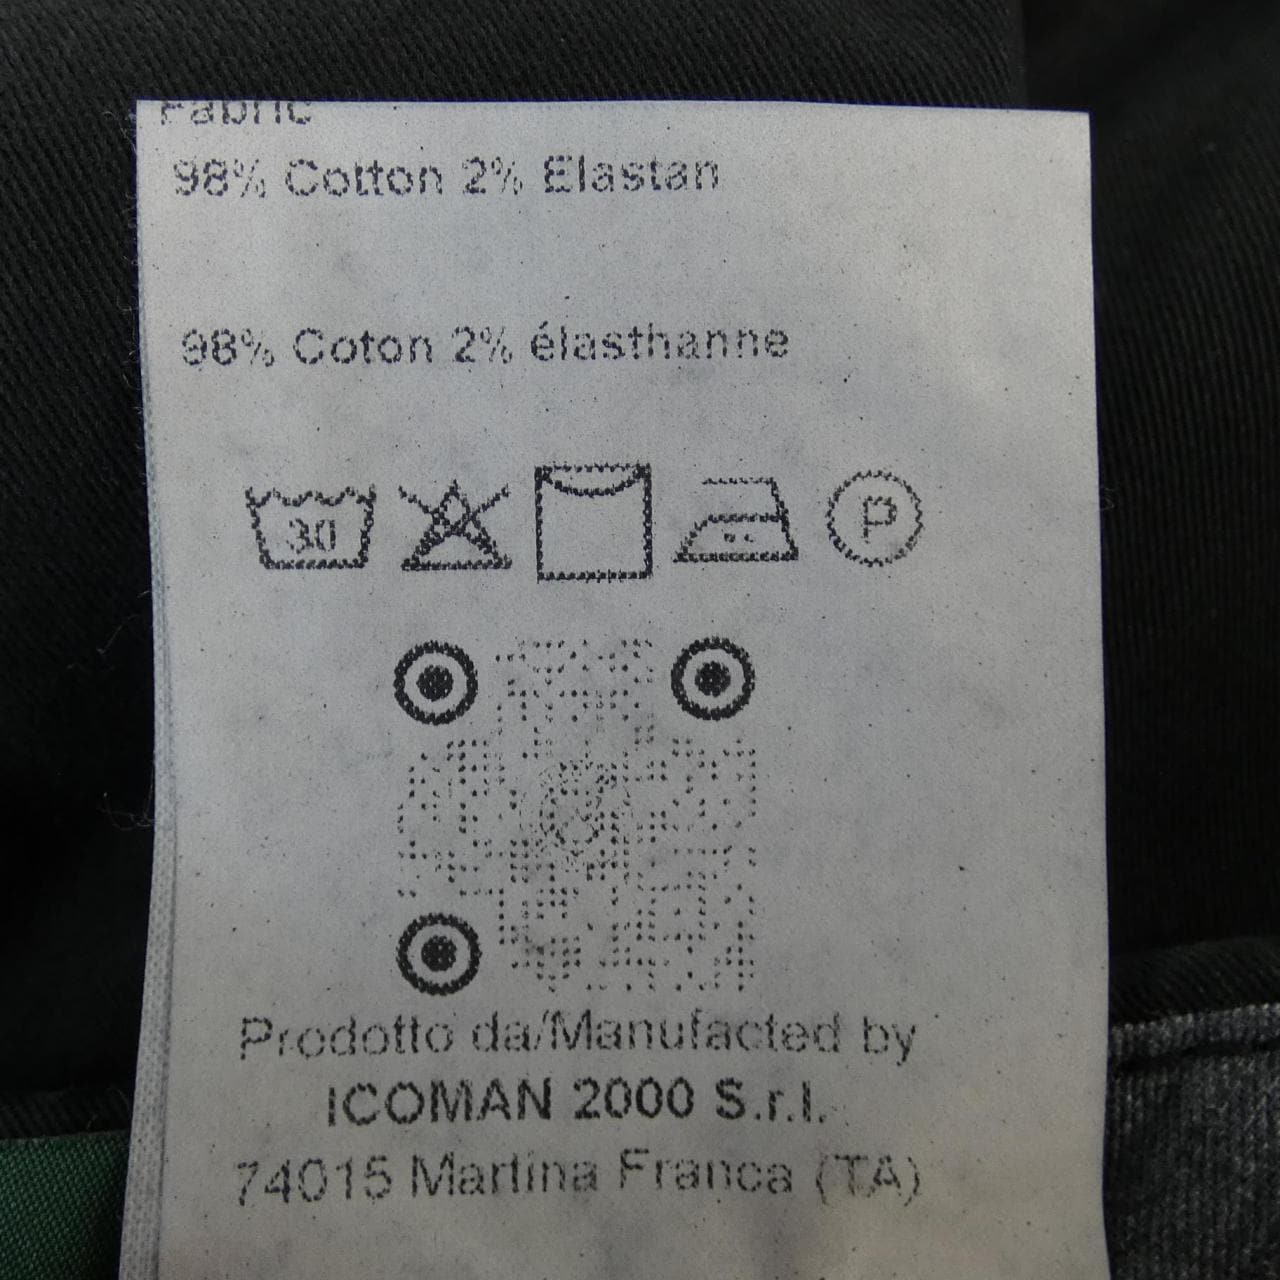 Fabric
98% Cotton 2% Elastan
98% Coton 2% élasthanne
30
P
Prodotto da/Manufacted by
ICOMAN 2000 S.r.l.
74015 Martina Franca (TA)